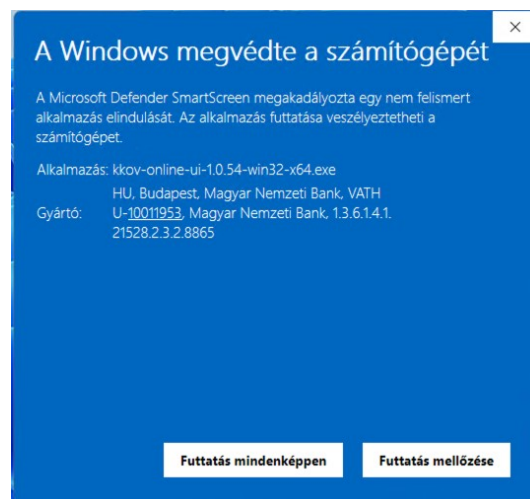 A Windows megvédte a számítógépét
A Microsoft Defender SmartScreen megakadályozta egy nem felismert
alkalmazás elindulását. Az alkalmazás futtatása veszélyeztetheti a
számítógépet.
Alkalmazás: kkov-online-ui-1.0.54-win32-x64.exe
HU, Budapest, Magyar Nemzeti Bank, VATH
Gyártó: U-10011953, Magyar Nemzeti Bank, 1.3.6.1.4.1.
21528.2.3.2.8865
Futtatás mindenképpen Futtatás mellőzése